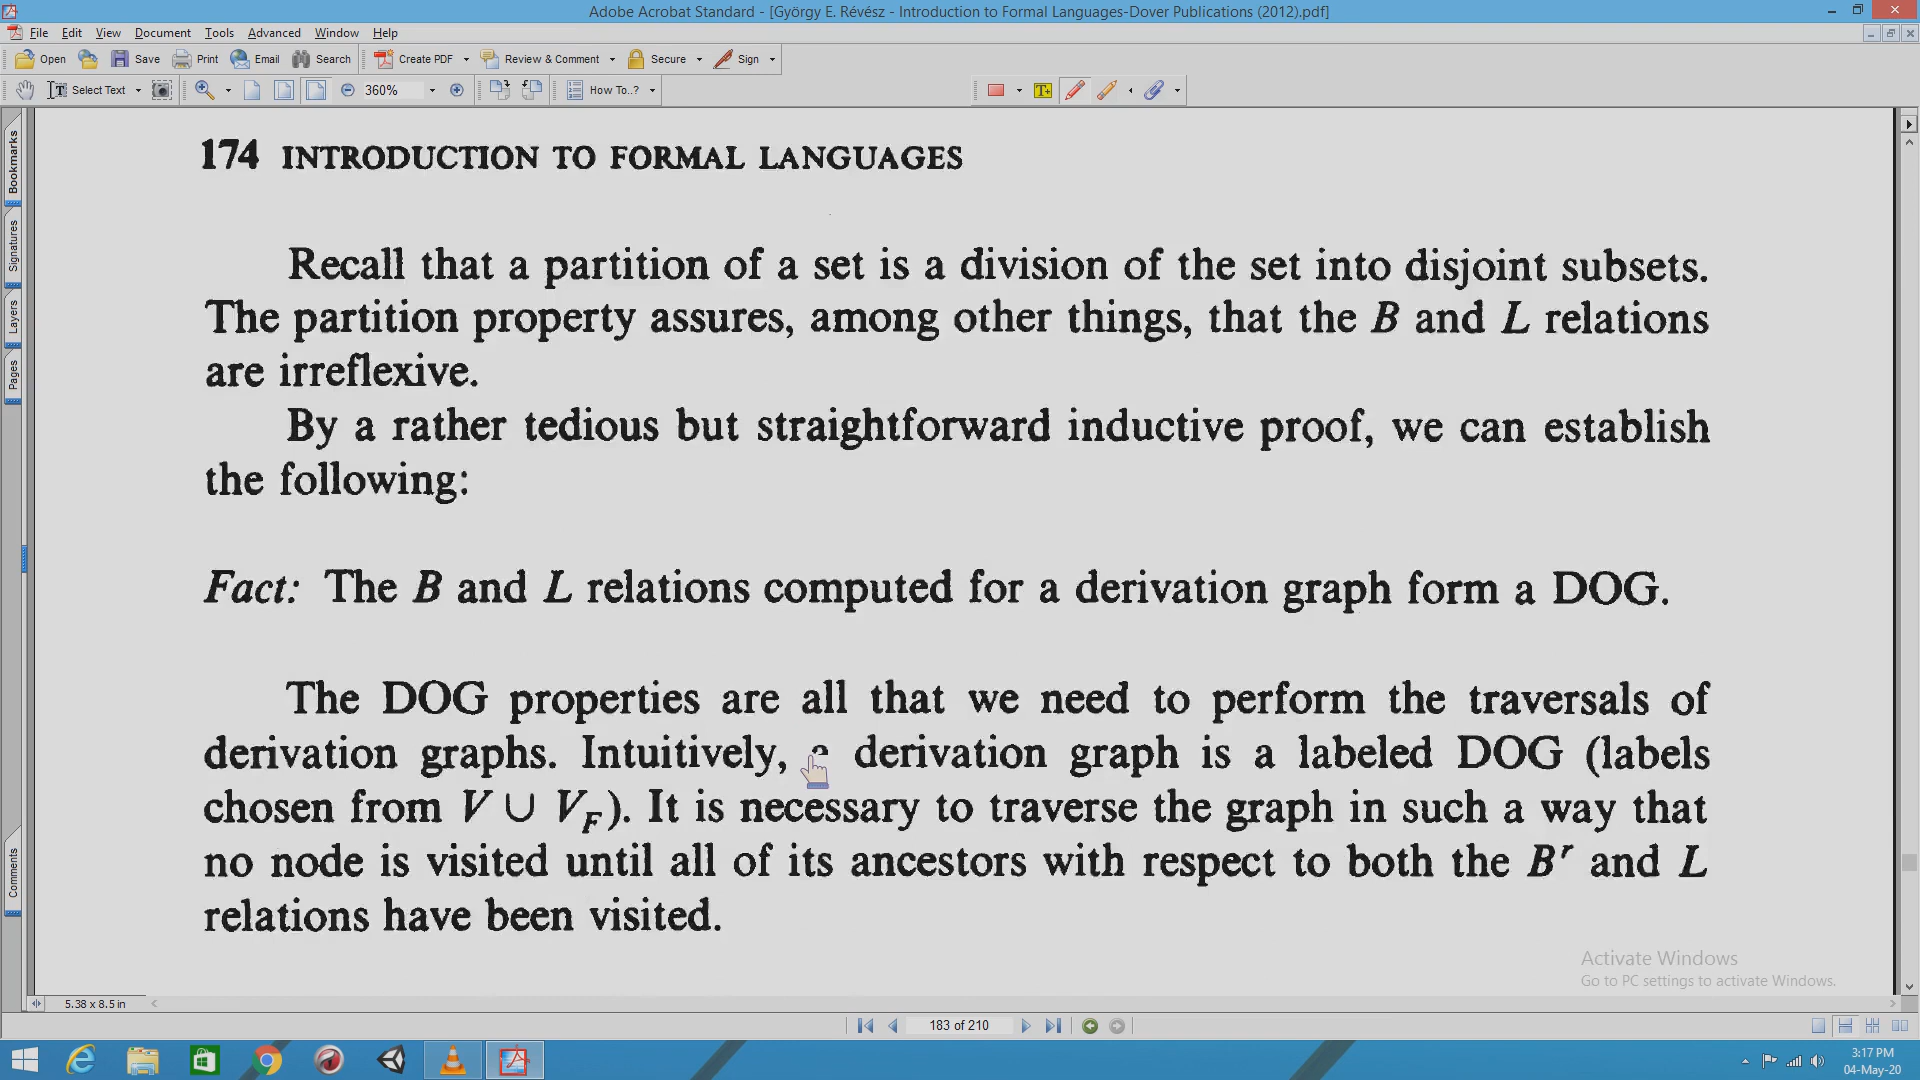 Adobe Acrobat Standard - [György E. Révész - Introduction to Formal Languages-Dover Publications (2012).pdf]
File Edit View Document Tools Advanced Window Help
Open Save Print Email Search Create PDF Review & Comment Secure Sign
Select Text 360% How To..?
Bookmarks
Signatures
Layers
Pages
Comments
174 INTRODUCTION TO FORMAL LANGUAGES
Recall that a partition of a set is a division of the set into disjoint subsets.
The partition property assures, among other things, that the B and L relations
are irreflexive.
By a rather tedious but straightforward inductive proof, we can establish
the following:
Fact: The B and L relations computed for a derivation graph form a DOG.
The DOG properties are all that we need to perform the traversals of
derivation graphs. Intuitively, a derivation graph is a labeled DOG (labels
chosen from V ∪ V_F). It is necessary to traverse the graph in such a way that
no node is visited until all of its ancestors with respect to both the B^r and L
relations have been visited.
Activate Windows
Go to PC settings to activate Windows.
5.38 x 8.5 in
183 of 210
3:17 PM
04-May-20